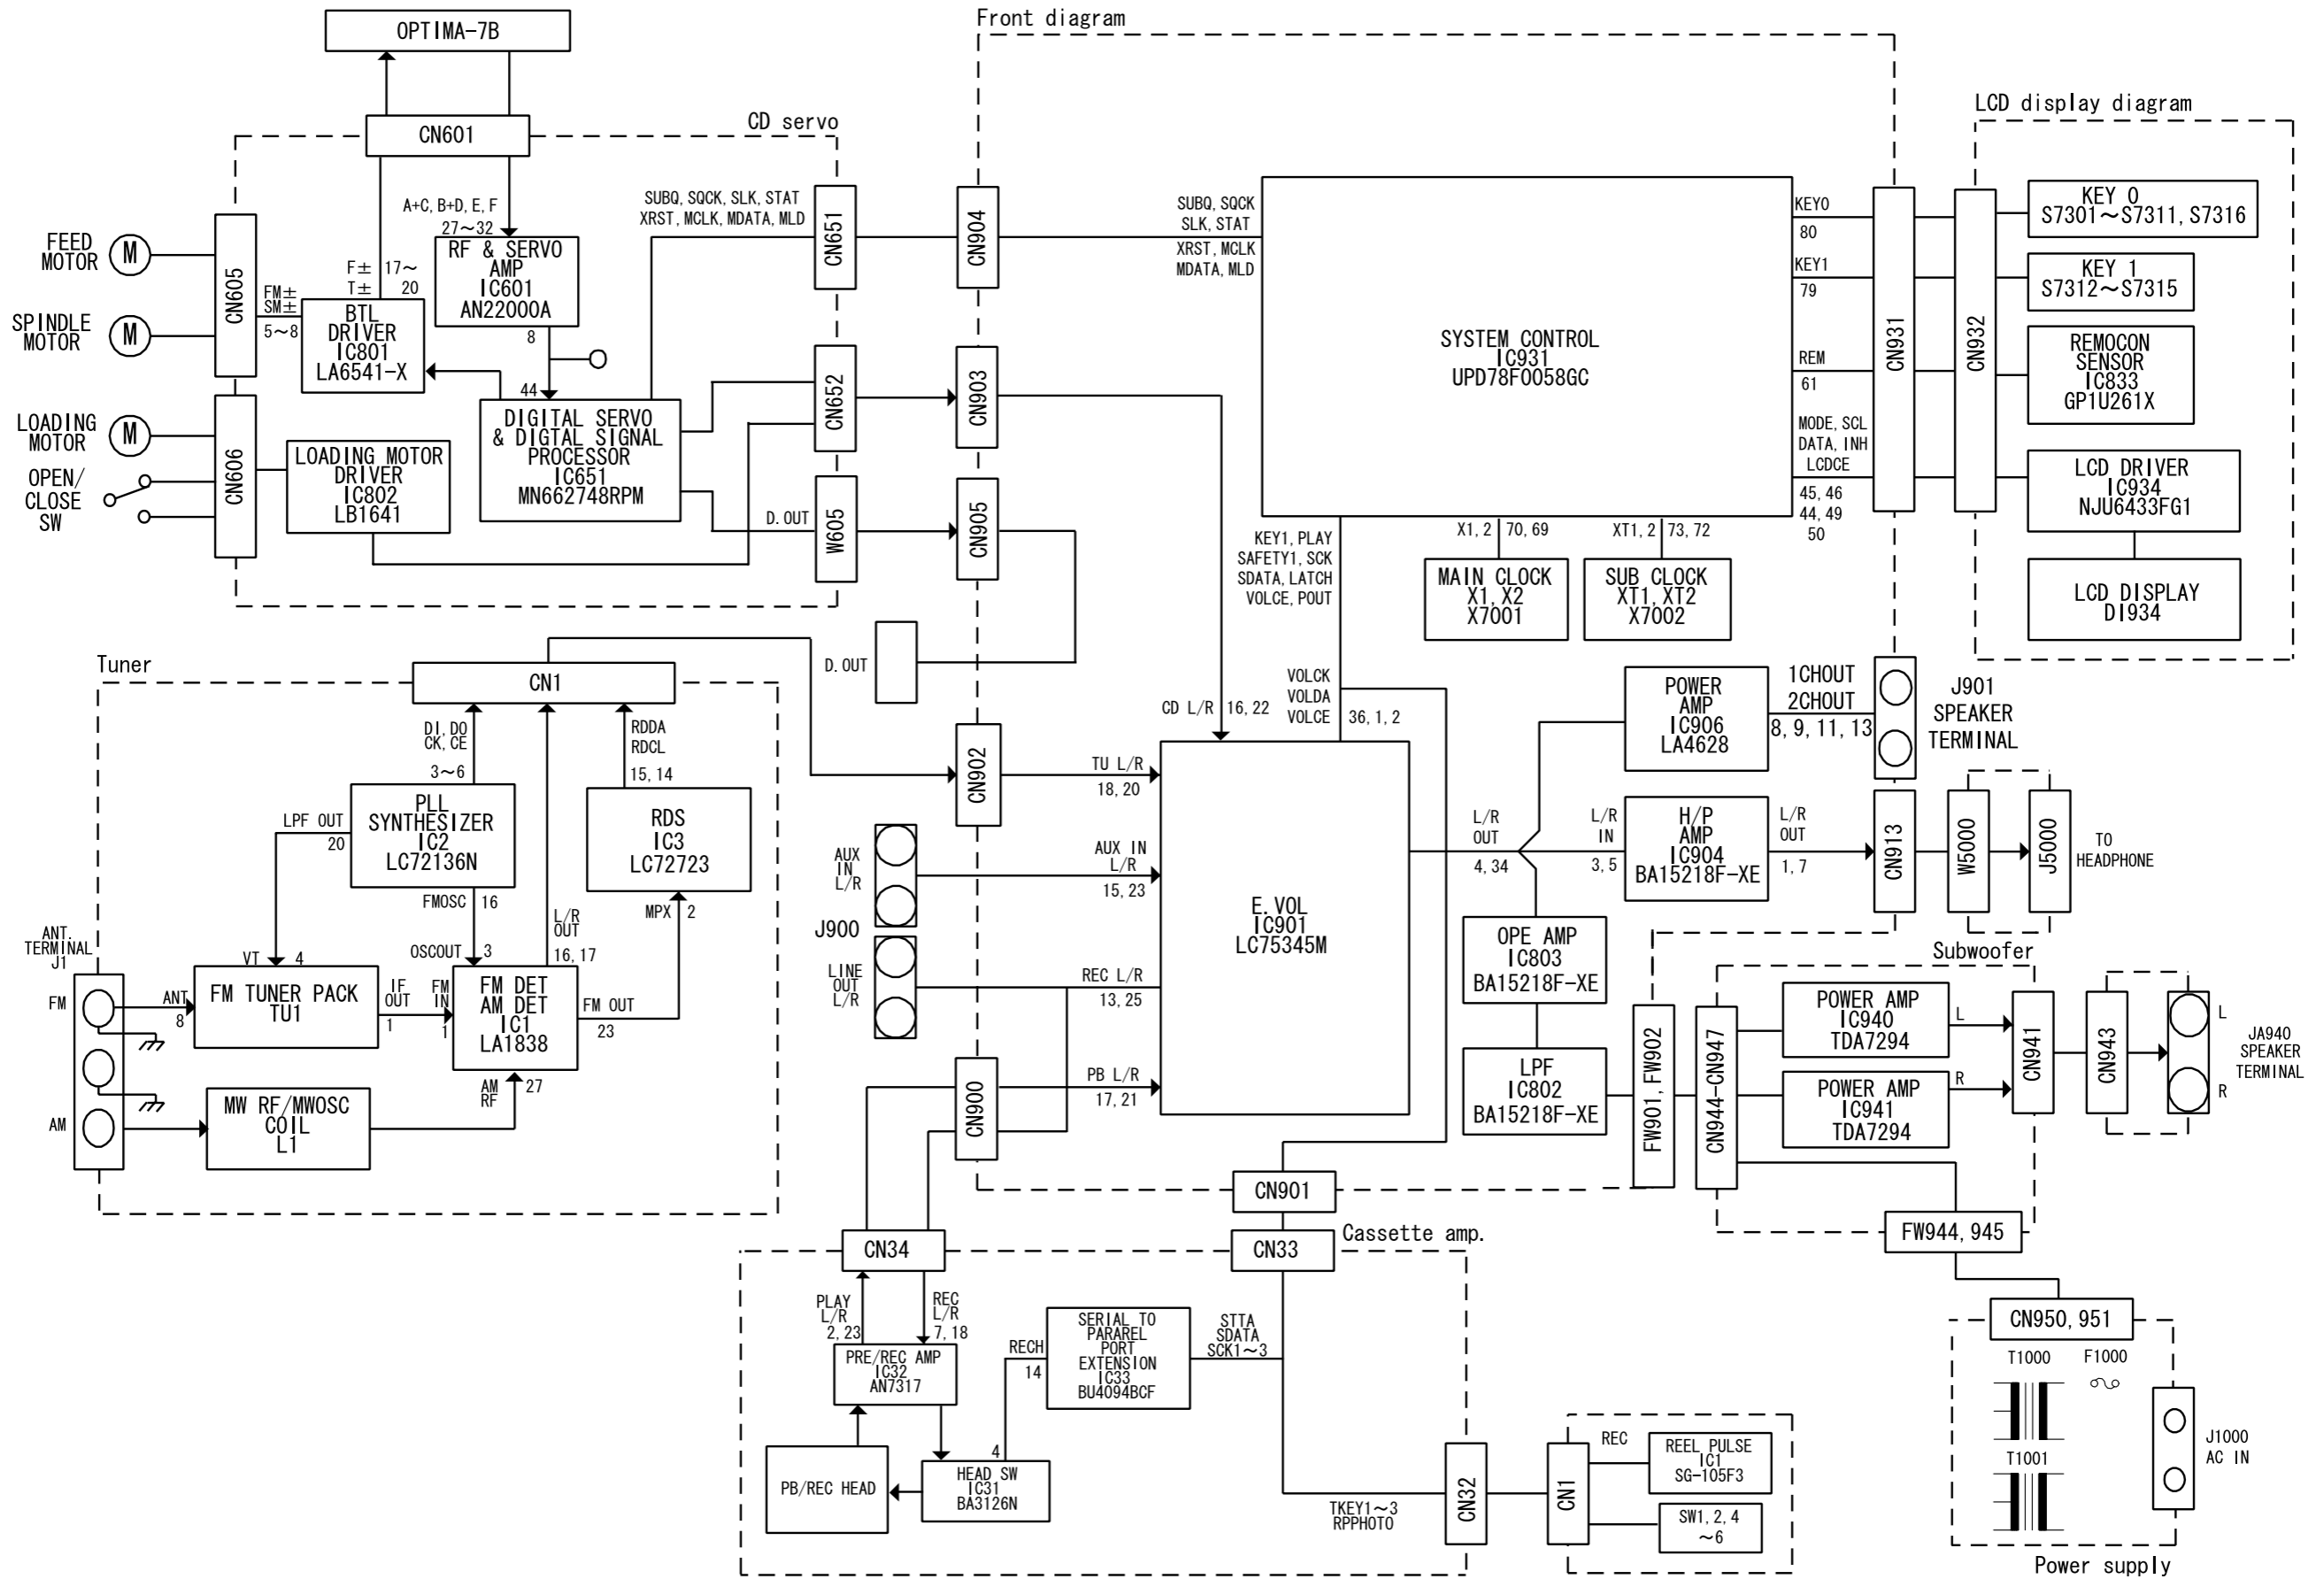 Front diagram
OPTIMA-7B
LCD display diagram
CN601
CD servo
A+C, B+D, E, F
27~32
SUBQ, SQCK, SLK, STAT
XRST, MCLK, MDATA, MLD
CN651
CN904
SUBQ, SQCK
SLK, STAT
XRST, MCLK
MDATA, MLD
FEED
MOTOR
M
SPINDLE
MOTOR
M
CN605
FM±
SM±
5~8
F±
T±
17~
20
BTL
DRIVER
IC801
LA6541-X
RF & SERVO
AMP
IC601
AN22000A
8
44
DIGITAL SERVO
& DIGTAL SIGNAL
PROCESSOR
IC651
MN662748RPM
LOADING
MOTOR
M
OPEN/
CLOSE
SW
CN606
LOADING MOTOR
DRIVER
IC802
LB1641
CN652
CN903
D.OUT
W605
CN905
D.OUT
SYSTEM CONTROL
IC931
UPD78F0058GC
KEY0
80
KEY1
79
REM
61
MODE, SCL
DATA, INH
LCDCE
45, 46
44, 49
50
CN931
CN932
KEY 0
S7301~S7311, S7316
KEY 1
S7312~S7315
REMOCON
SENSOR
IC833
GP1U261X
LCD DRIVER
IC934
NJU6433FG1
LCD DISPLAY
DI934
KEY1, PLAY
SAFETY1, SCK
SDATA, LATCH
VOLCE, POUT
X1, 2
70, 69
XT1, 2
73, 72
MAIN CLOCK
X1, X2
X7001
SUB CLOCK
XT1, XT2
X7002
Tuner
CN1
DI, DO
CK, CE
3~6
RDDA
RDCL
15, 14
PLL
SYNTHESIZER
IC2
LC72136N
LPF OUT
20
RDS
IC3
LC72723
FMOSC
16
L/R
OUT
16, 17
MPX
2
OSCOUT
3
VT
4
ANT.
TERMINAL
J1
FM
AM
ANT
8
FM TUNER PACK
TU1
IF
OUT
1
FM
IN
1
FM DET
AM DET
IC1
LA1838
FM OUT
23
AM
RF
27
MW RF/MWOSC
COIL
L1
CN902
TU L/R
18, 20
CD L/R
16, 22
VOLCK
VOLDA
VOLCE
36, 1, 2
AUX
IN
L/R
J900
LINE
OUT
L/R
AUX IN
L/R
15, 23
REC L/R
13, 25
PB L/R
17, 21
CN900
E.VOL
IC901
LC75345M
L/R
OUT
4, 34
POWER
AMP
IC906
LA4628
1CHOUT
2CHOUT
8, 9, 11, 13
J901
SPEAKER
TERMINAL
L/R
IN
3, 5
H/P
AMP
IC904
BA15218F-XE
L/R
OUT
1, 7
CN913
W5000
J5000
TO
HEADPHONE
OPE AMP
IC803
BA15218F-XE
LPF
IC802
BA15218F-XE
FW901, FW902
CN944-CN947
Subwoofer
POWER AMP
IC940
TDA7294
L
POWER AMP
IC941
TDA7294
R
CN941
CN943
L
R
JA940
SPEAKER
TERMINAL
CN901
FW944, 945
CN34
CN33
Cassette amp.
PLAY
L/R
2, 23
REC
L/R
7, 18
PRE/REC AMP
IC32
AN7317
RECH
14
SERIAL TO
PARAREL
PORT
EXTENSION
IC33
BU4094BCF
STTA
SDATA
SCK1~3
PB/REC HEAD
4
HEAD SW
IC31
BA3126N
TKEY1~3
RPPHOTO
CN32
CN1
REC
REEL PULSE
IC1
SG-105F3
SW1, 2, 4
~6
CN950, 951
T1000
F1000
T1001
J1000
AC IN
Power supply